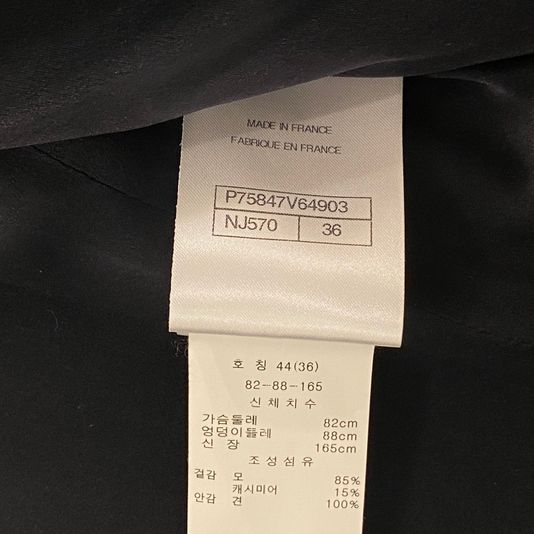 MADE IN FRANCE
FABRIQUE EN FRANCE
P75847V64903
NJ570 36
호 칭 44(36)
82-88-165
신 체 치 수
가슴둘레 82cm
엉덩이둘레 88cm
신 장 165cm
조 성 섬 유
겉감 모 85%
캐시미어 15%
안감 견 100%